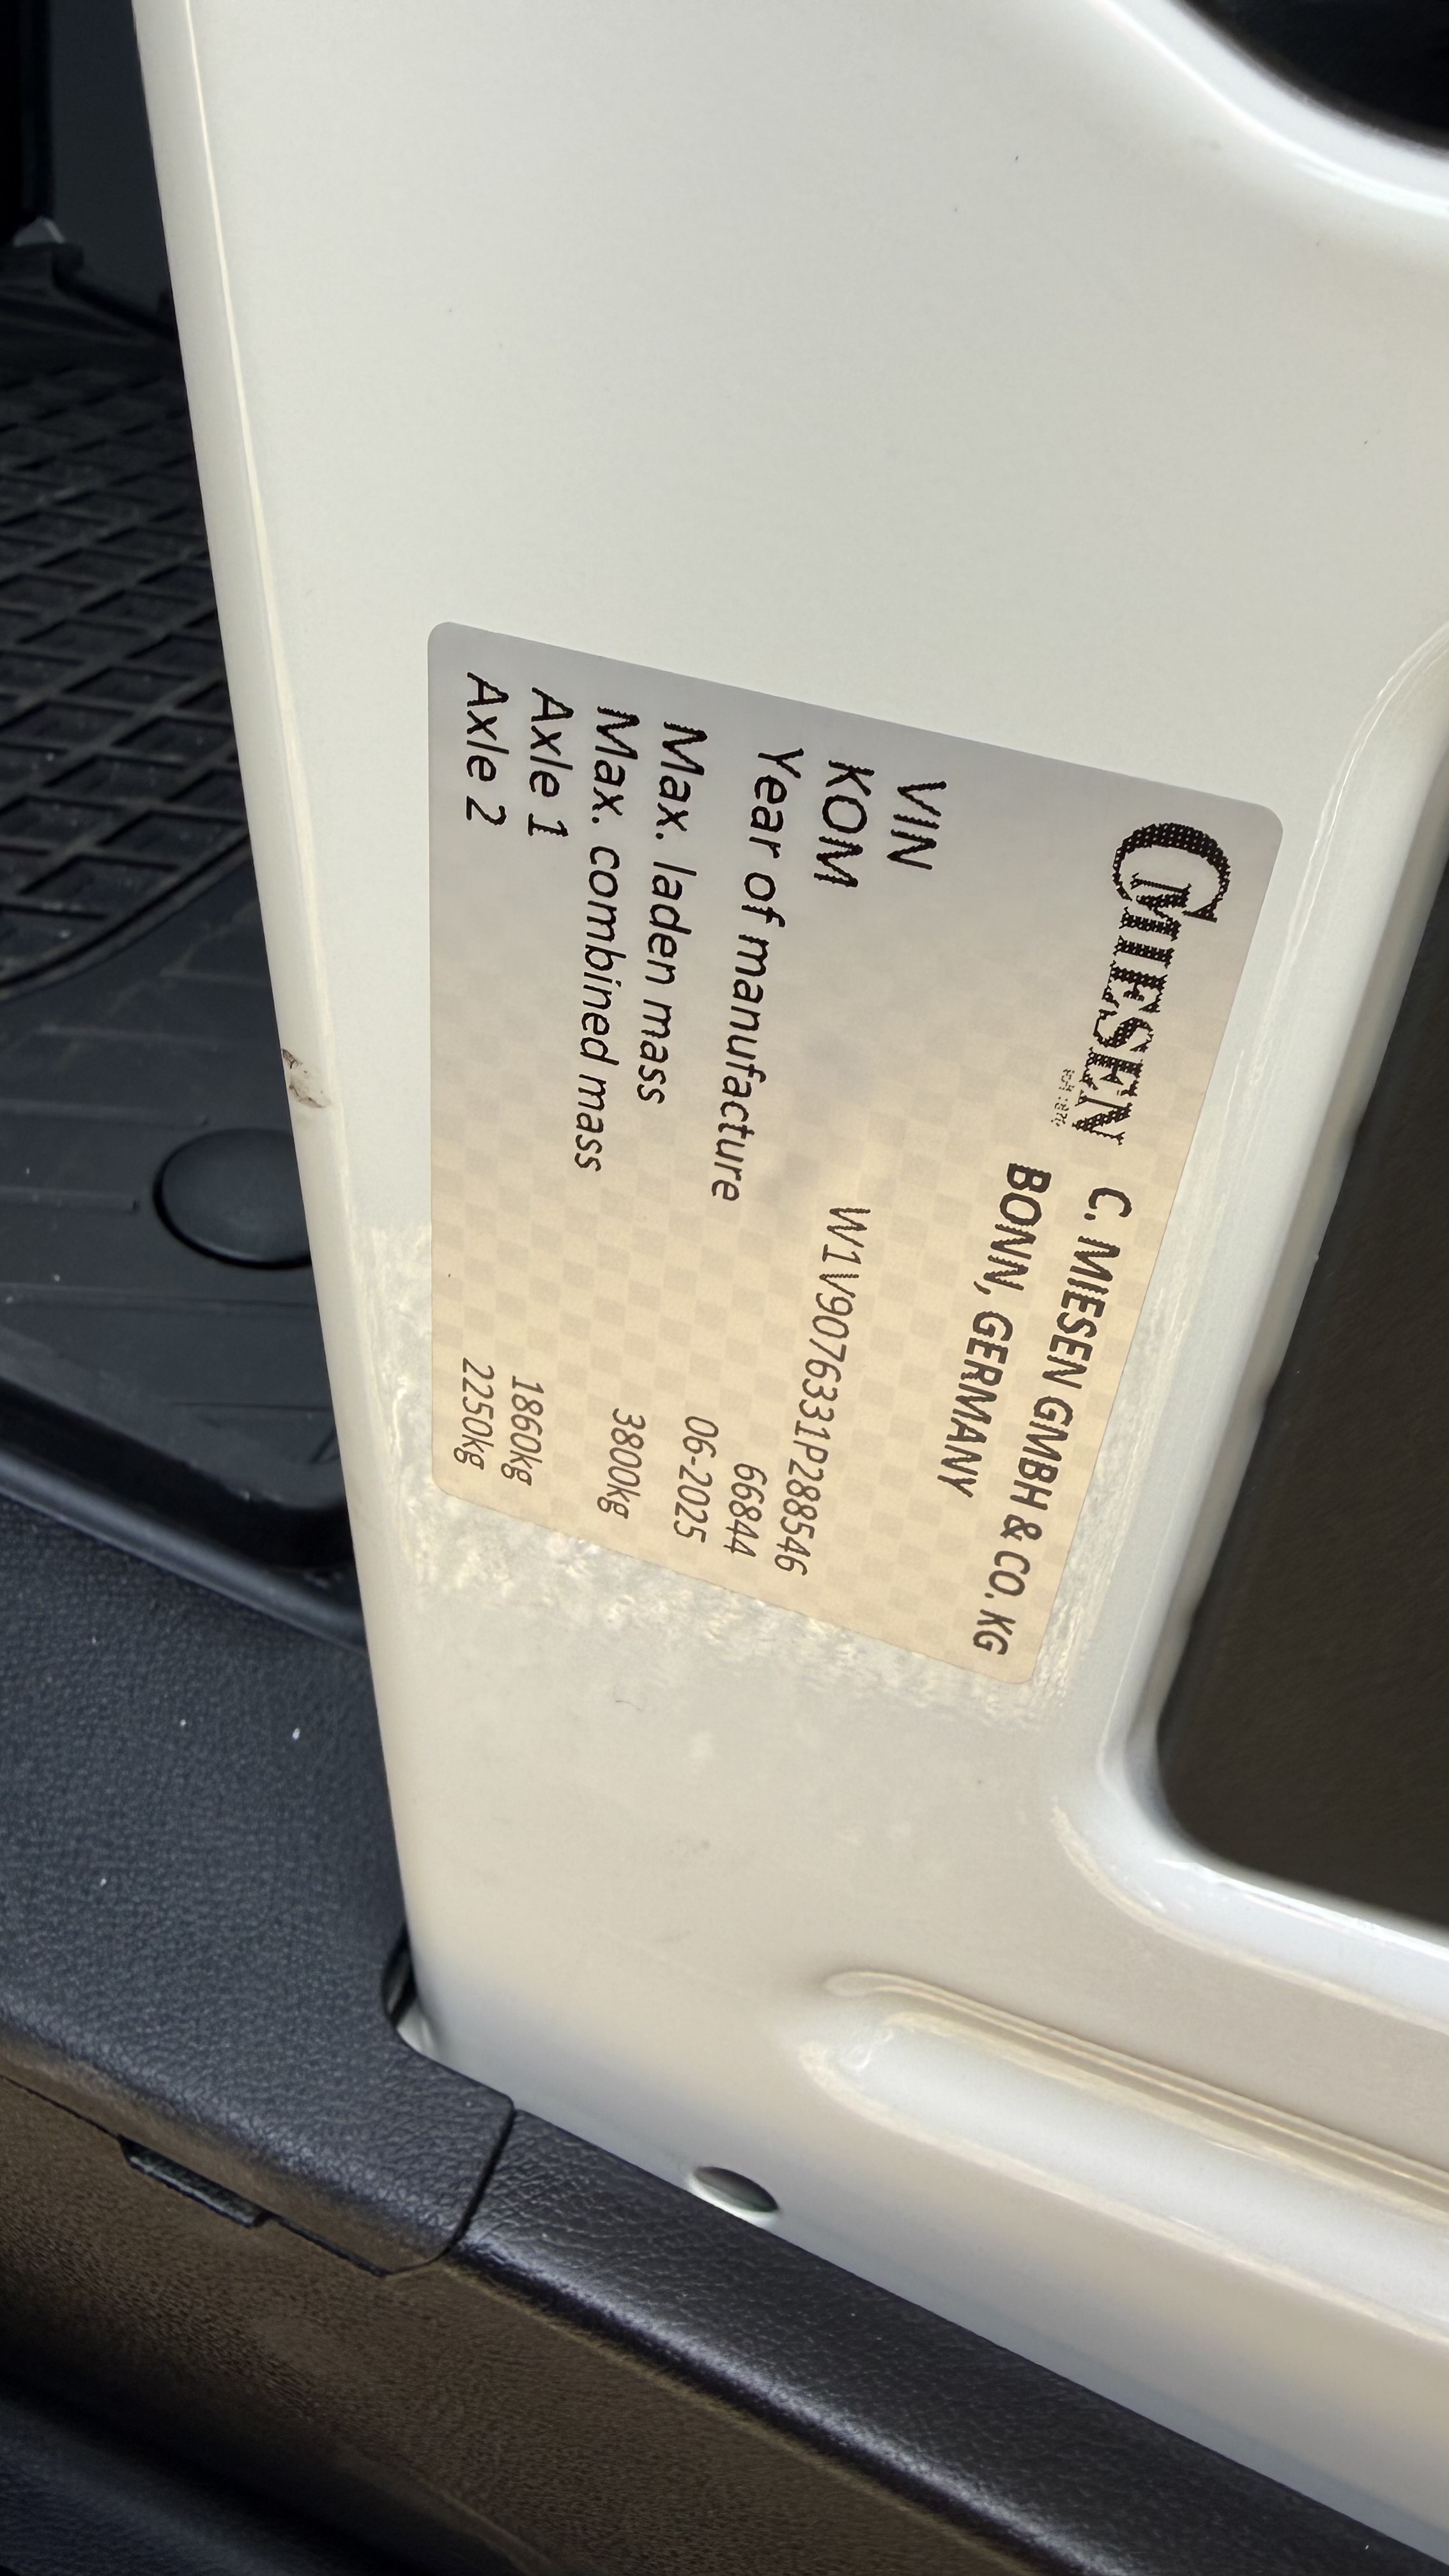 CMIESEN
C. MIESEN GMBH & CO. KG
BONN, GERMANY
VIN W1V9076331P288546
KOM 66844
Year of manufacture 06-2025
Max. laden mass 3800kg
Max. combined mass
Axle 1 1860kg
Axle 2 2250kg